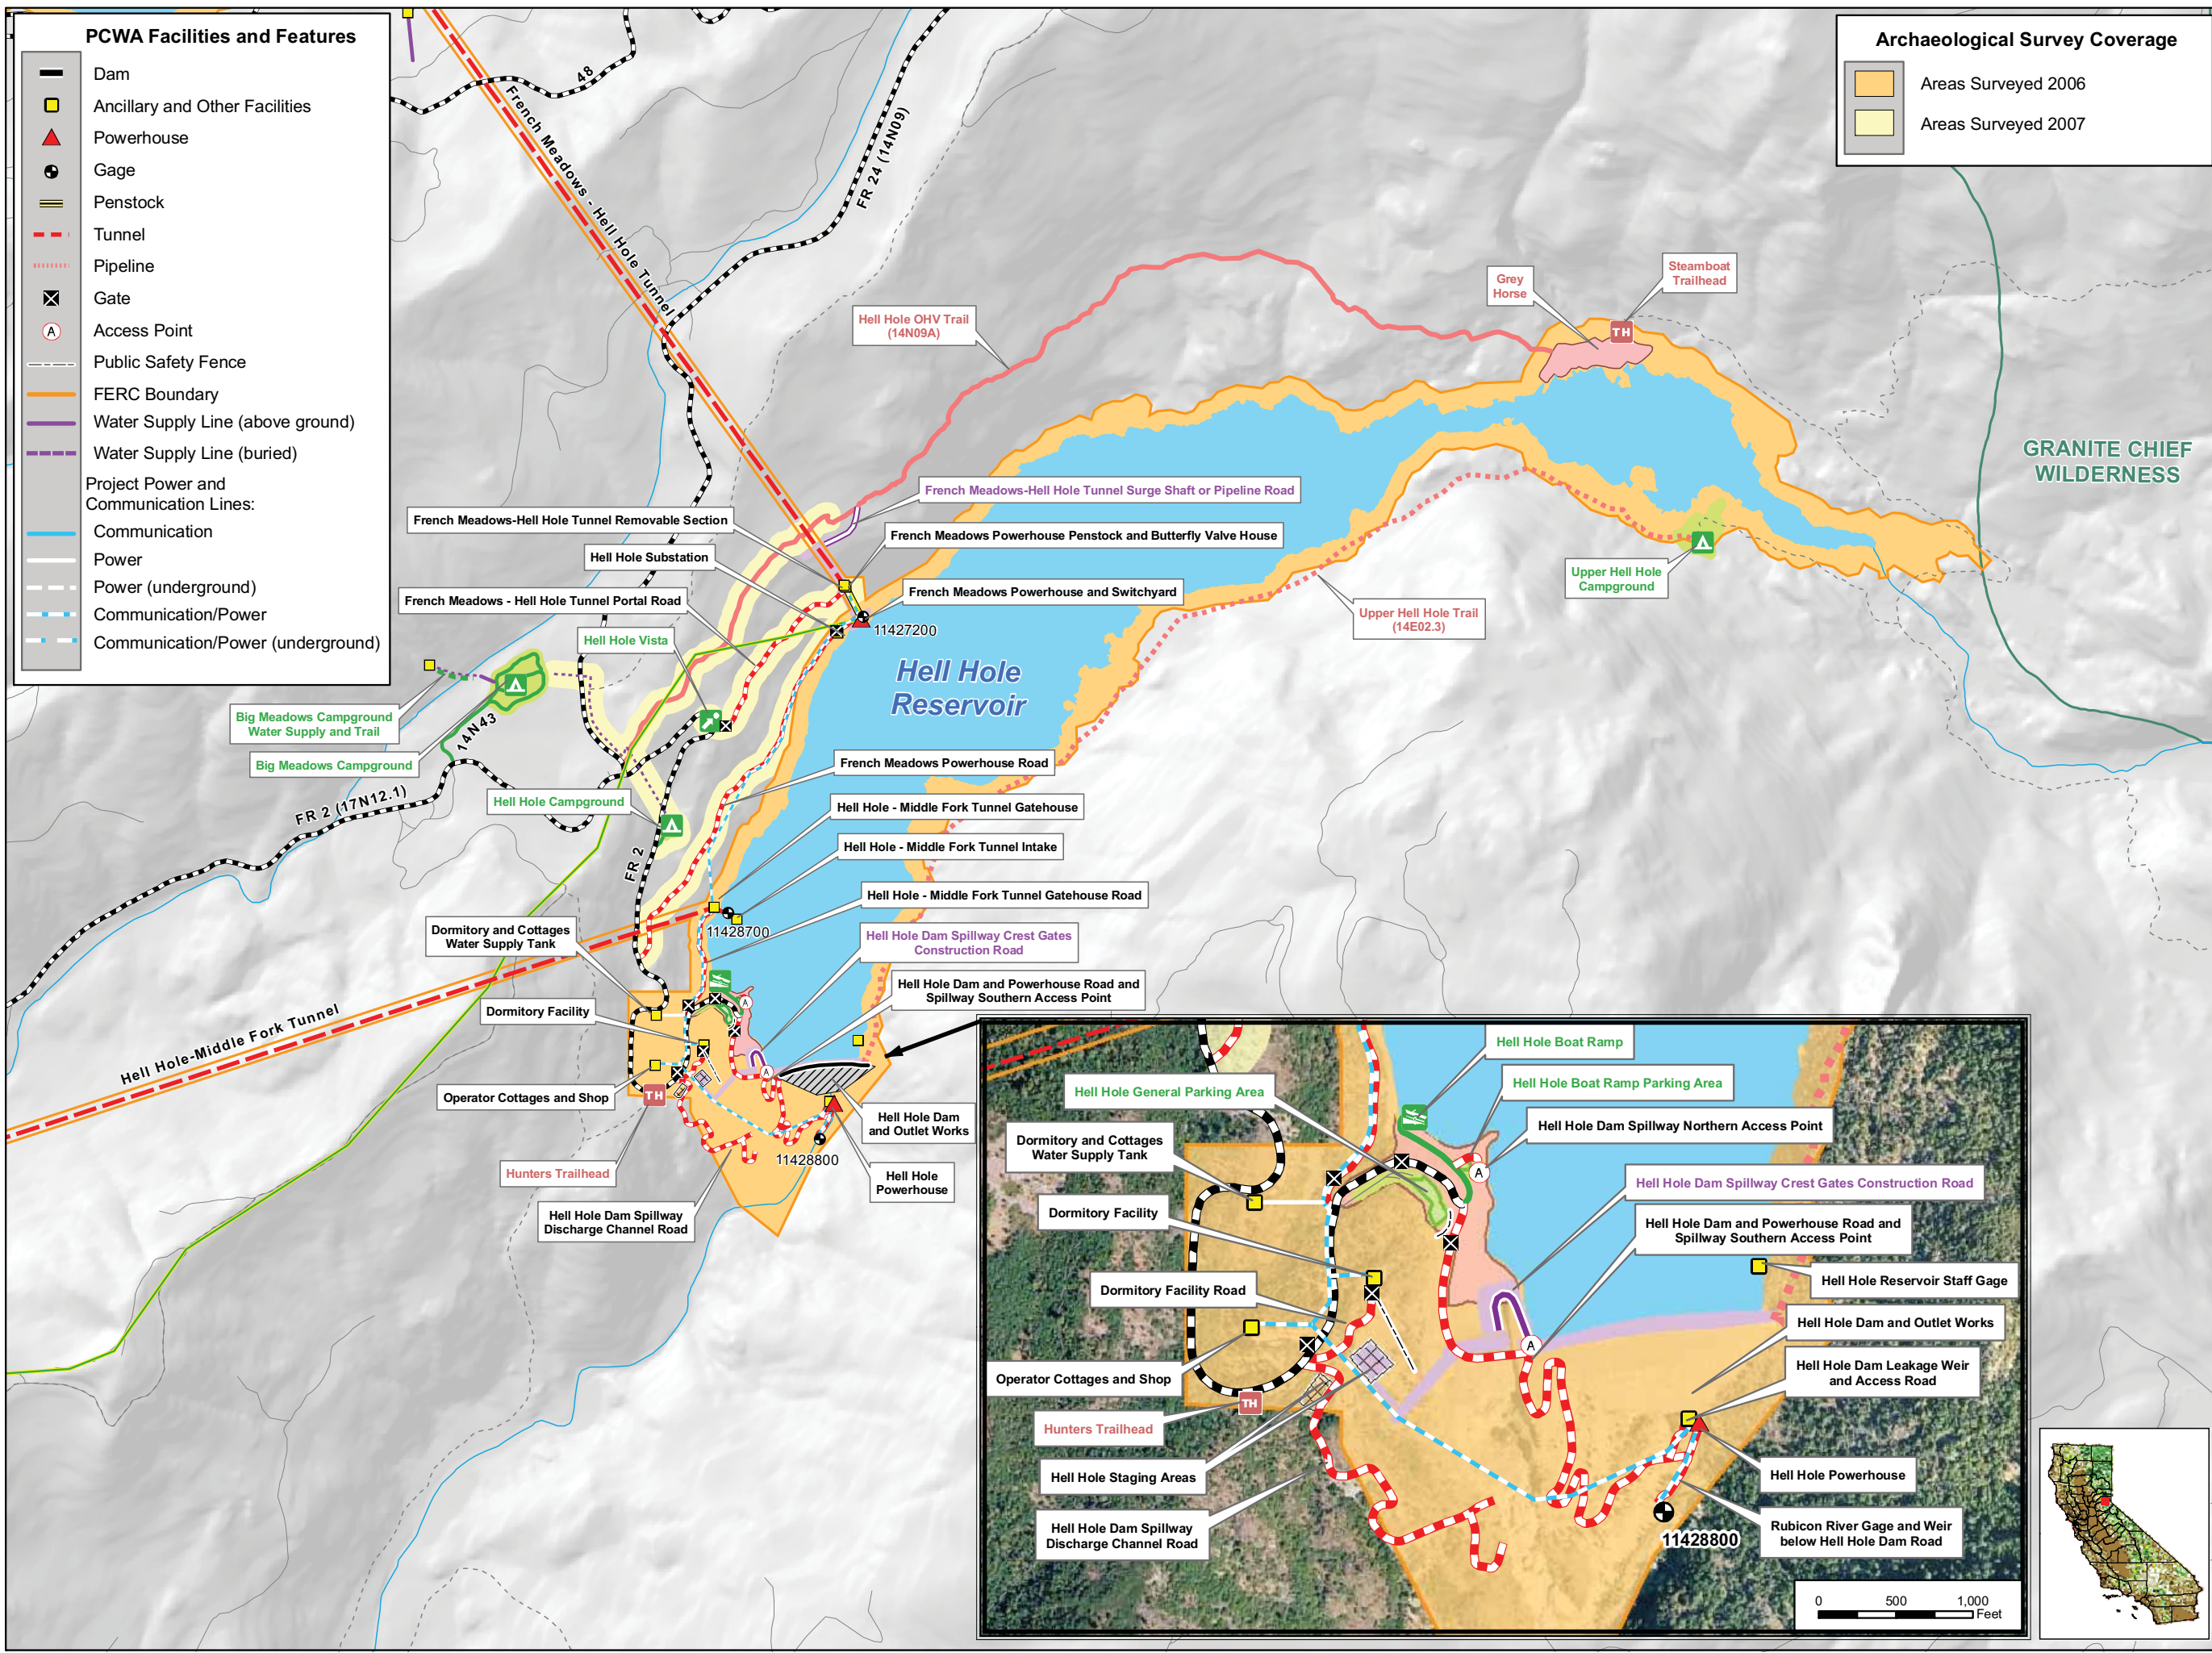 PCWA Facilities and Features
Dam
Ancillary and Other Facilities
Powerhouse
Gage
Penstock
Tunnel
Pipeline
Gate
A
Access Point
Public Safety Fence
FERC Boundary
Water Supply Line (above ground)
Water Supply Line (buried)
Project Power and
Communication Lines:
Communication
Power
Power (underground)
Communication/Power
Communication/Power (underground)
Archaeological Survey Coverage
Areas Surveyed 2006
Areas Surveyed 2007
48
French Meadows - Hell Hole Tunnel
FR 24 (14N09)
Grey
Horse
Steamboat
Trailhead
TH
Hell Hole OHV Trail
(14N09A)
GRANITE CHIEF
WILDERNESS
French Meadows-Hell Hole Tunnel Surge Shaft or Pipeline Road
French Meadows-Hell Hole Tunnel Removable Section
French Meadows Powerhouse Penstock and Butterfly Valve House
Hell Hole Substation
French Meadows Powerhouse and Switchyard
French Meadows - Hell Hole Tunnel Portal Road
11427200
Hell Hole Vista
Upper Hell Hole
Campground
Upper Hell Hole Trail
(14E02.3)
Hell Hole
Reservoir
Big Meadows Campground
Water Supply and Trail
14N43
Big Meadows Campground
French Meadows Powerhouse Road
FR 2 (17N12.1)
Hell Hole Campground
Hell Hole - Middle Fork Tunnel Gatehouse
Hell Hole - Middle Fork Tunnel Intake
FR 2
Hell Hole - Middle Fork Tunnel Gatehouse Road
Dormitory and Cottages
Water Supply Tank
11428700
Hell Hole Dam Spillway Crest Gates
Construction Road
Hell Hole Dam and Powerhouse Road and
Spillway Southern Access Point
A
Dormitory Facility
Hell Hole-Middle Fork Tunnel
A
Operator Cottages and Shop
TH
Hell Hole Dam
and Outlet Works
11428800
Hunters Trailhead
Hell Hole
Powerhouse
Hell Hole Dam Spillway
Discharge Channel Road
Hell Hole Boat Ramp
Hell Hole General Parking Area
Hell Hole Boat Ramp Parking Area
Hell Hole Dam Spillway Northern Access Point
Dormitory and Cottages
Water Supply Tank
A
Hell Hole Dam Spillway Crest Gates Construction Road
Dormitory Facility
Hell Hole Dam and Powerhouse Road and
Spillway Southern Access Point
Hell Hole Reservoir Staff Gage
Dormitory Facility Road
Hell Hole Dam and Outlet Works
A
Hell Hole Dam Leakage Weir
and Access Road
Operator Cottages and Shop
TH
Hunters Trailhead
Hell Hole Staging Areas
Hell Hole Powerhouse
Hell Hole Dam Spillway
Discharge Channel Road
11428800
Rubicon River Gage and Weir
below Hell Hole Dam Road
0 500 1,000
Feet